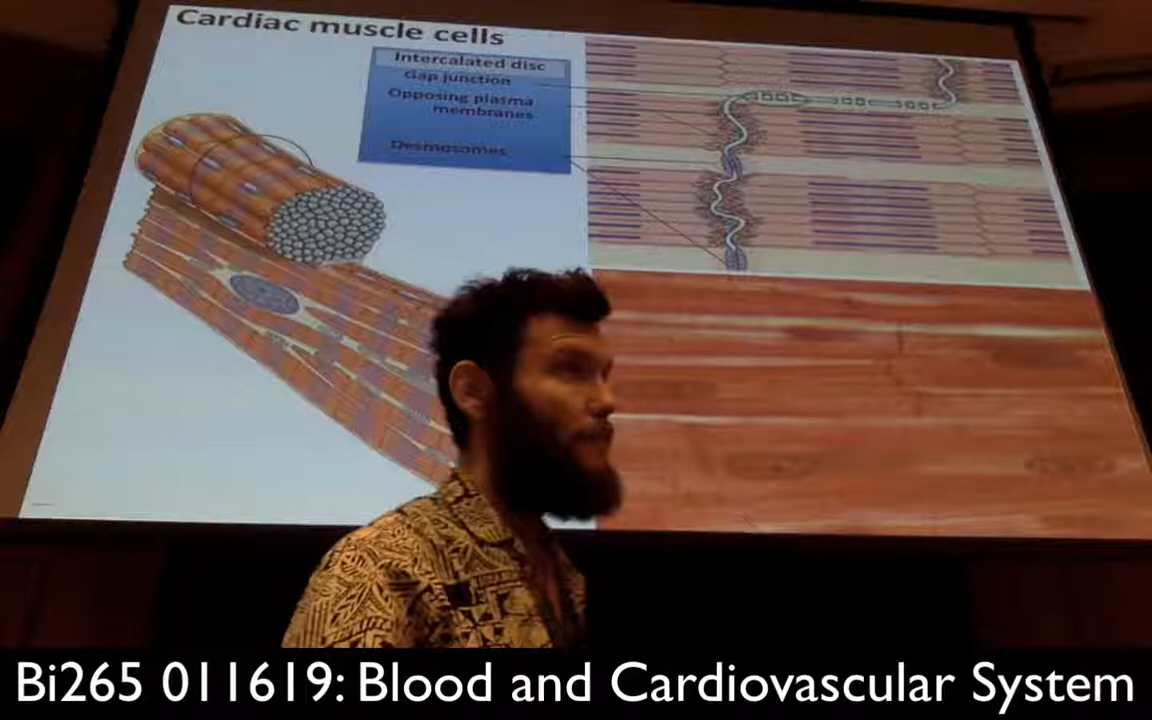 Cardiac muscle cells
Intercalated disc
Gap junction
Opposing plasma
membranes
Desmosomes
Bi265 011619: Blood and Cardiovascular System